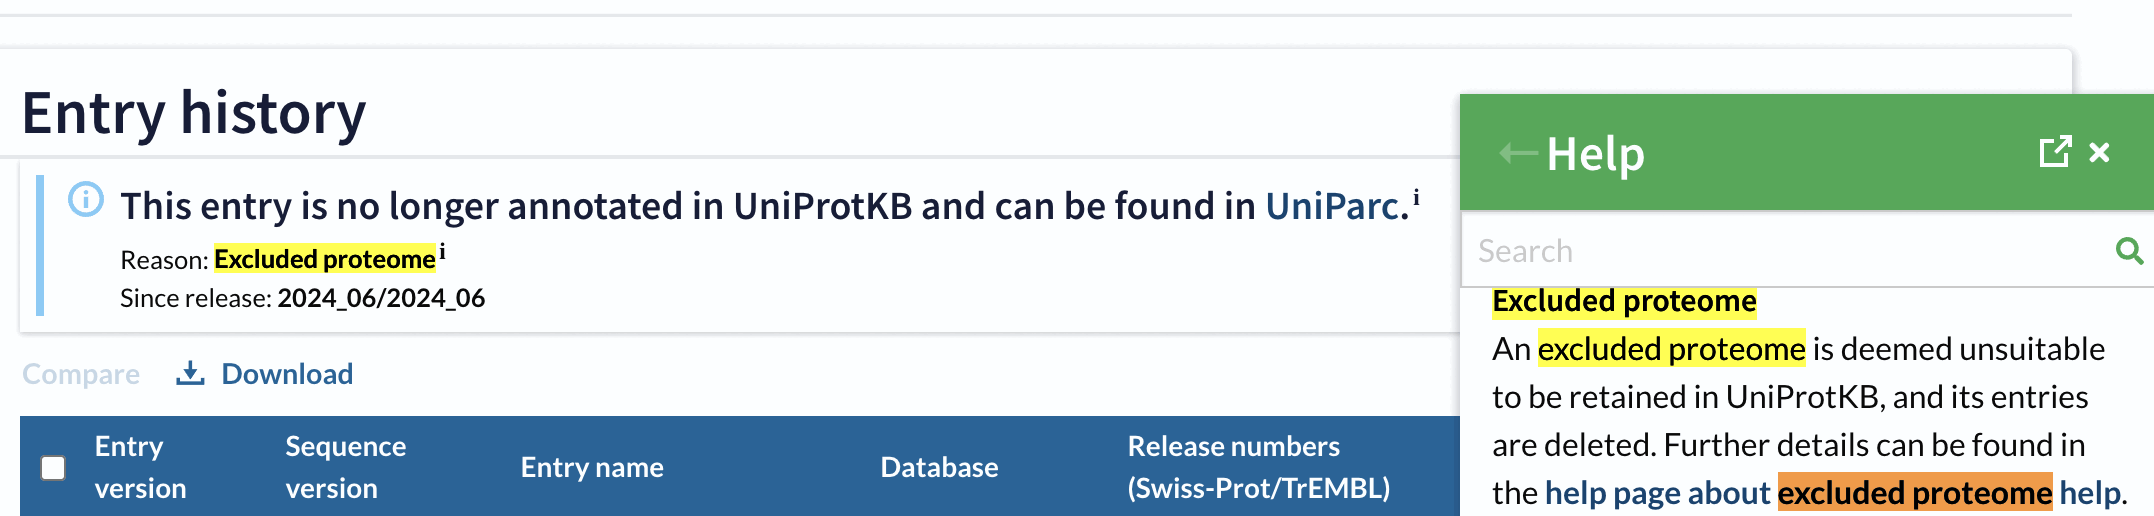 Entry history
This entry is no longer annotated in UniProtKB and can be found in UniParc. i
Reason: Excluded proteome i
Since release: 2024_06/2024_06
Compare Download
Entry version
Sequence version
Entry name
Database
Release numbers
(Swiss-Prot/TrEMBL)
Help
Search
Excluded proteome
An excluded proteome is deemed unsuitable
to be retained in UniProtKB, and its entries
are deleted. Further details can be found in
the help page about excluded proteome help.